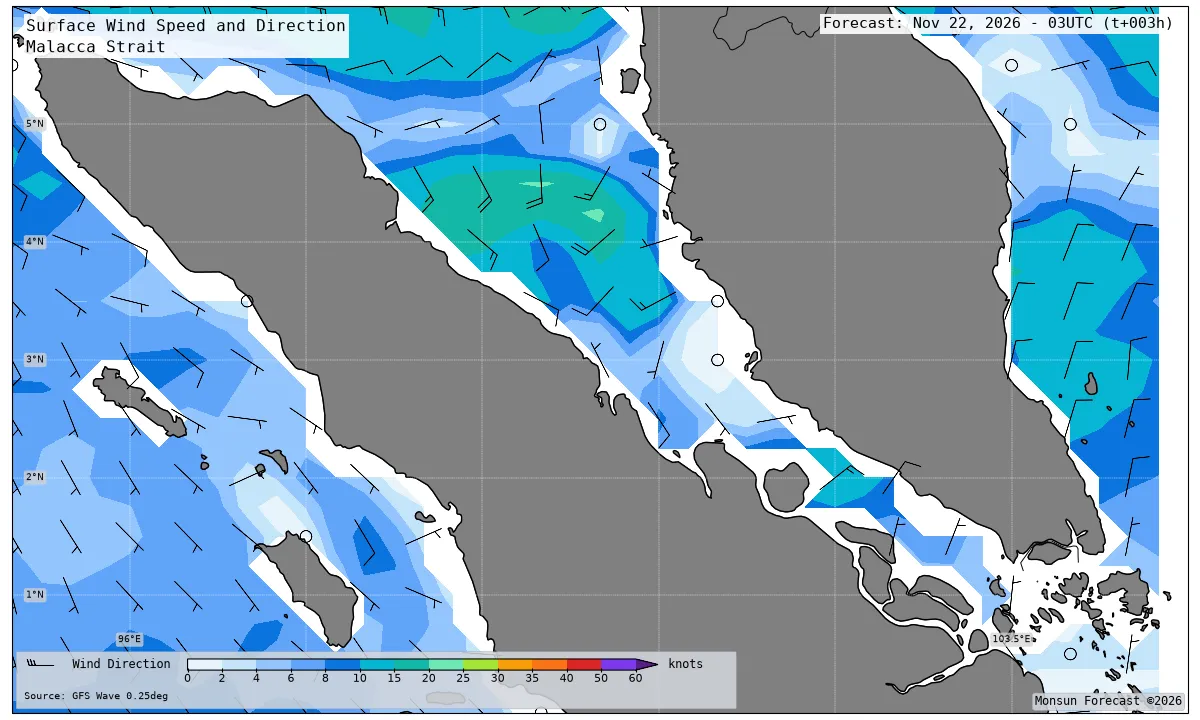 Surface Wind Speed and Direction
Malacca Strait
Forecast: Nov 22, 2026 - 03UTC (t+003h)
5°N
4°N
3°N
2°N
1°N
96°E
103.5°E
Wind Direction
0 2 4 6 8 10 15 20 25 30 35 40 50 60
knots
Source: GFS Wave 0.25deg
Monsun Forecast ©2026